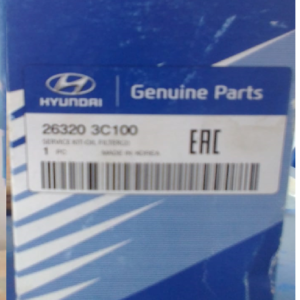 HYUNDAI
Genuine Parts
26320 3C100
SERVICE KIT-OIL FILTER
1 PC MADE IN KOREA
EAC